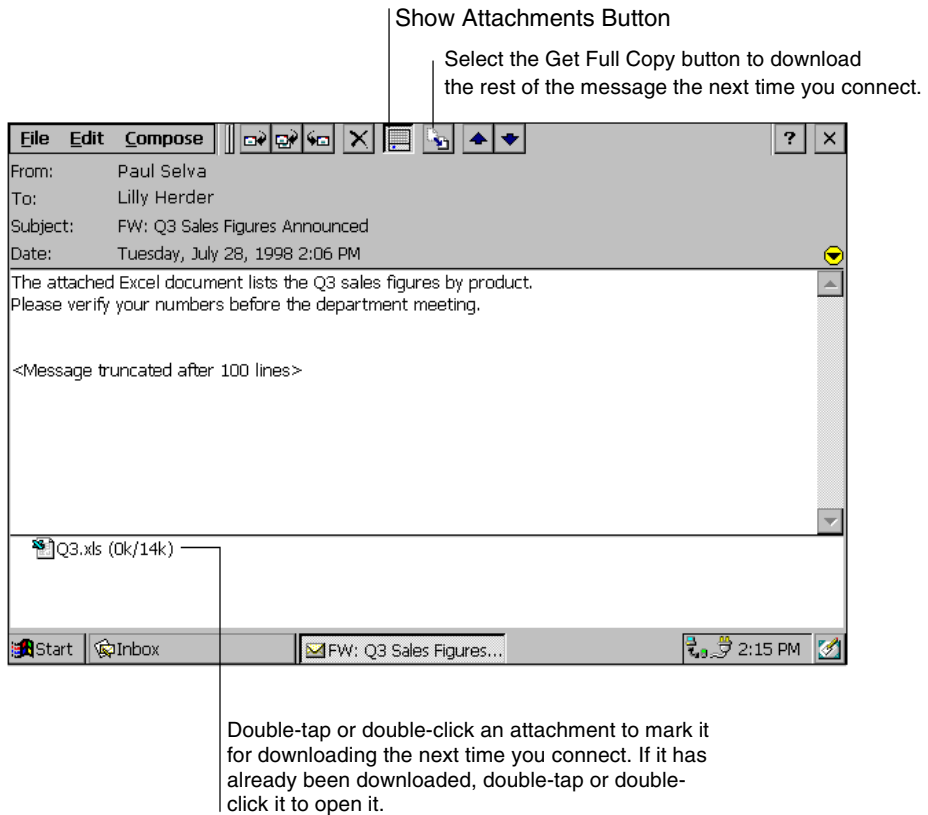 Show Attachments Button
Select the Get Full Copy button to download
the rest of the message the next time you connect.
File Edit Compose ? ×
From: Paul Selva
To: Lilly Herder
Subject: FW: Q3 Sales Figures Announced
Date: Tuesday, July 28, 1998 2:06 PM
The attached Excel document lists the Q3 sales figures by product.
Please verify your numbers before the department meeting.
<Message truncated after 100 lines>
Q3.xls (0k/14k)
Start Inbox FW: Q3 Sales Figures... 2:15 PM
Double-tap or double-click an attachment to mark it
for downloading the next time you connect. If it has
already been downloaded, double-tap or double-
click it to open it.